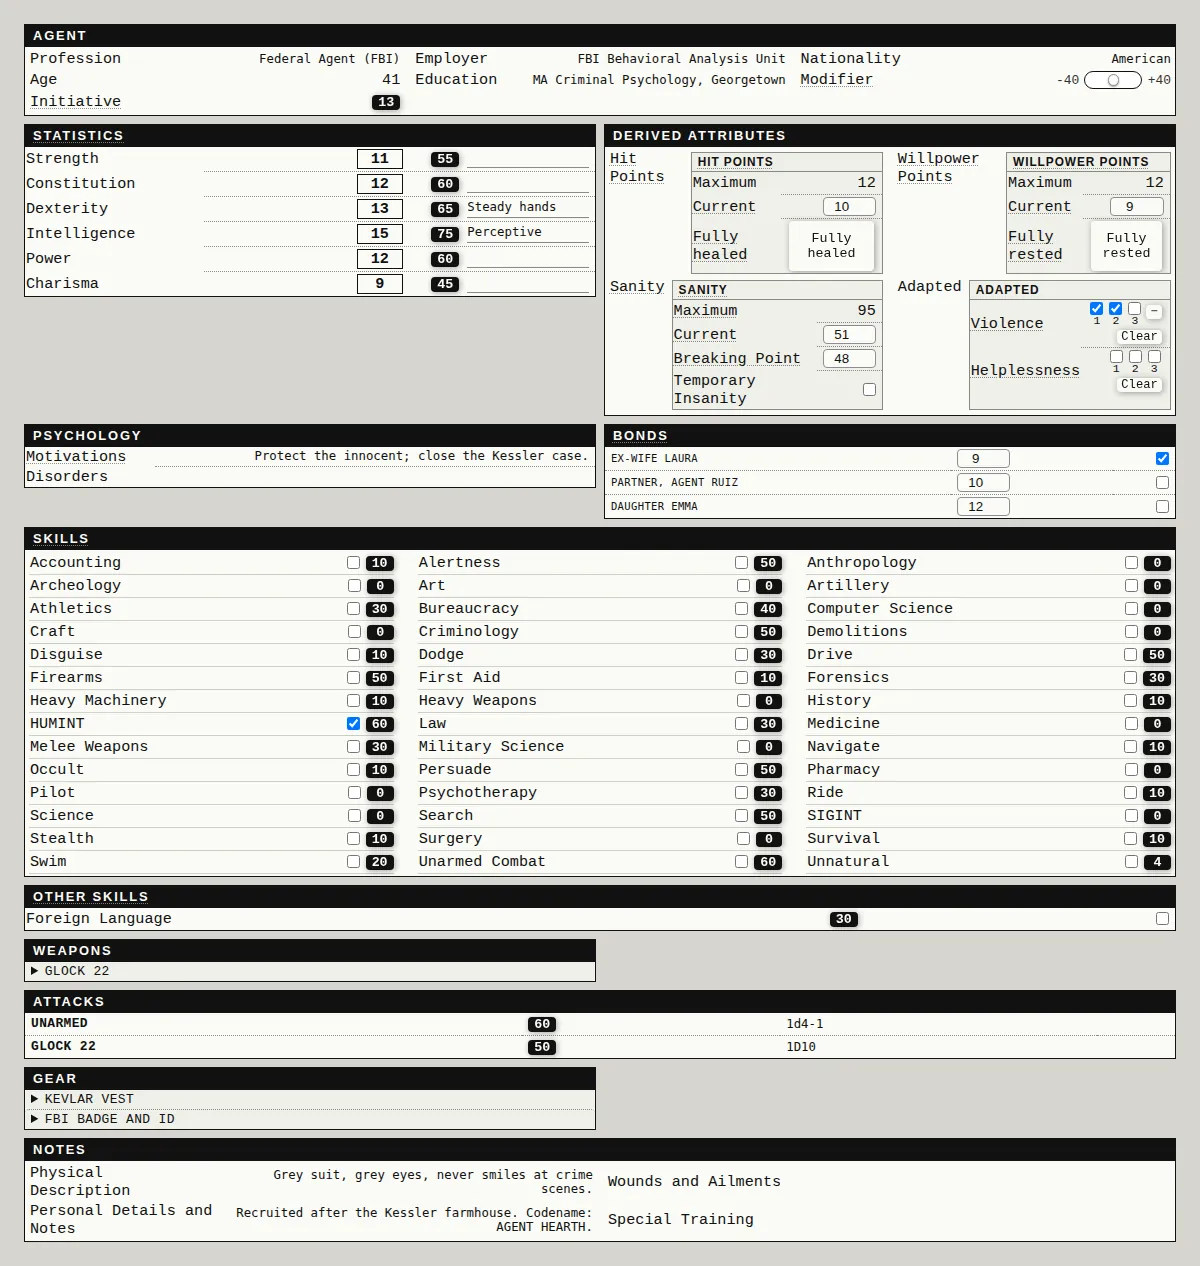 AGENT
Profession Federal Agent (FBI) Employer FBI Behavioral Analysis Unit Nationality American
Age 41 Education MA Criminal Psychology, Georgetown Modifier -40 +40
Initiative 13
STATISTICS
Strength 11 55
Constitution 12 60
Dexterity 13 65 Steady hands
Intelligence 15 75 Perceptive
Power 12 60
Charisma 9 45
DERIVED ATTRIBUTES
Hit Points
HIT POINTS
Maximum 12
Current 10
Fully healed Fully healed
Willpower Points
WILLPOWER POINTS
Maximum 12
Current 9
Fully rested Fully rested
Sanity
SANITY
Maximum 95
Current 51
Breaking Point 48
Temporary Insanity
Adapted
ADAPTED
Violence 1 2 3 − Clear
Helplessness 1 2 3 Clear
PSYCHOLOGY
Motivations Protect the innocent; close the Kessler case.
Disorders
BONDS
EX-WIFE LAURA 9
PARTNER, AGENT RUIZ 10
DAUGHTER EMMA 12
SKILLS
Accounting 10 Alertness 50 Anthropology 0
Archeology 0 Art 0 Artillery 0
Athletics 30 Bureaucracy 40 Computer Science 0
Craft 0 Criminology 50 Demolitions 0
Disguise 10 Dodge 30 Drive 50
Firearms 50 First Aid 10 Forensics 30
Heavy Machinery 10 Heavy Weapons 0 History 10
HUMINT 60 Law 30 Medicine 0
Melee Weapons 30 Military Science 0 Navigate 10
Occult 10 Persuade 50 Pharmacy 0
Pilot 0 Psychotherapy 30 Ride 10
Science 0 Search 50 SIGINT 0
Stealth 10 Surgery 0 Survival 10
Swim 20 Unarmed Combat 60 Unnatural 4
OTHER SKILLS
Foreign Language 30
WEAPONS
GLOCK 22
ATTACKS
UNARMED 60 1d4-1
GLOCK 22 50 1D10
GEAR
KEVLAR VEST
FBI BADGE AND ID
NOTES
Physical Description Grey suit, grey eyes, never smiles at crime scenes. Wounds and Ailments
Personal Details and Notes Recruited after the Kessler farmhouse. Codename: AGENT HEARTH. Special Training